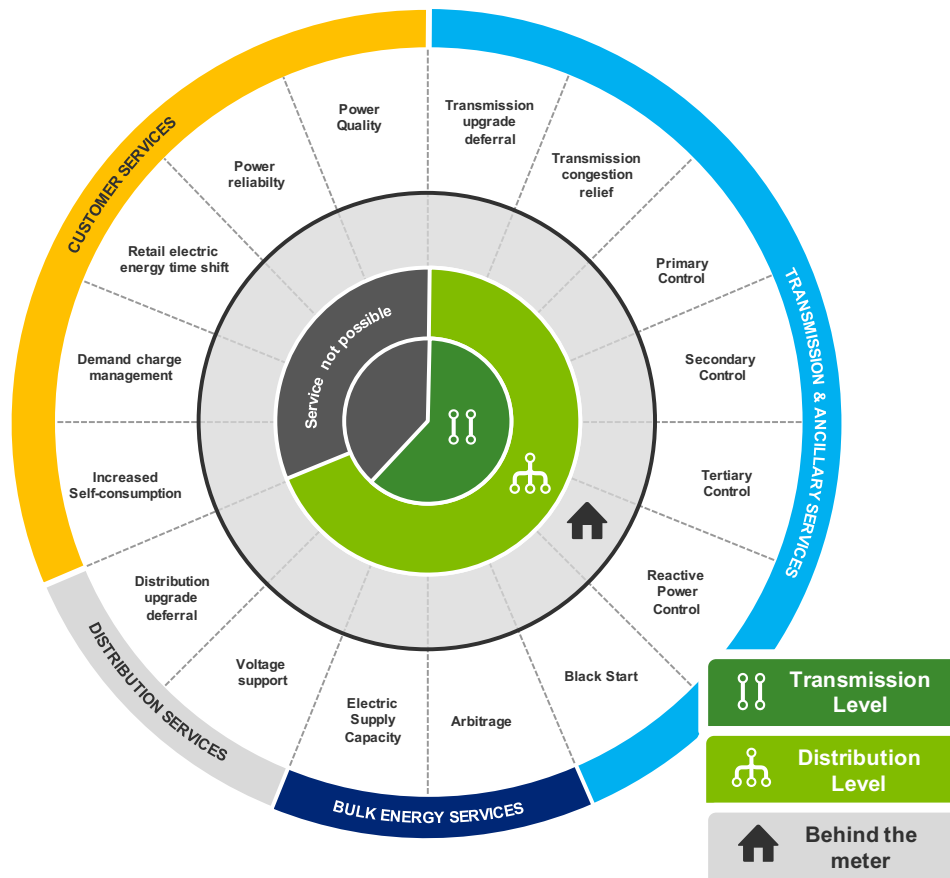 CUSTOMER SERVICES
Power
Quality
Power
reliabilty
Retail electric
energy time shift
Demand charge
management
Increased
Self-consumption
TRANSMISSION & ANCILLARY SERVICES
Transmission
upgrade
deferral
Transmission
congestion
relief
Primary
Control
Secondary
Control
Tertiary
Control
Reactive
Power
Control
Black Start
BULK ENERGY SERVICES
Arbitrage
Electric
Supply
Capacity
DISTRIBUTION SERVICES
Voltage
support
Distribution
upgrade
deferral
Service not possible
Transmission
Level
Distribution
Level
Behind the
meter